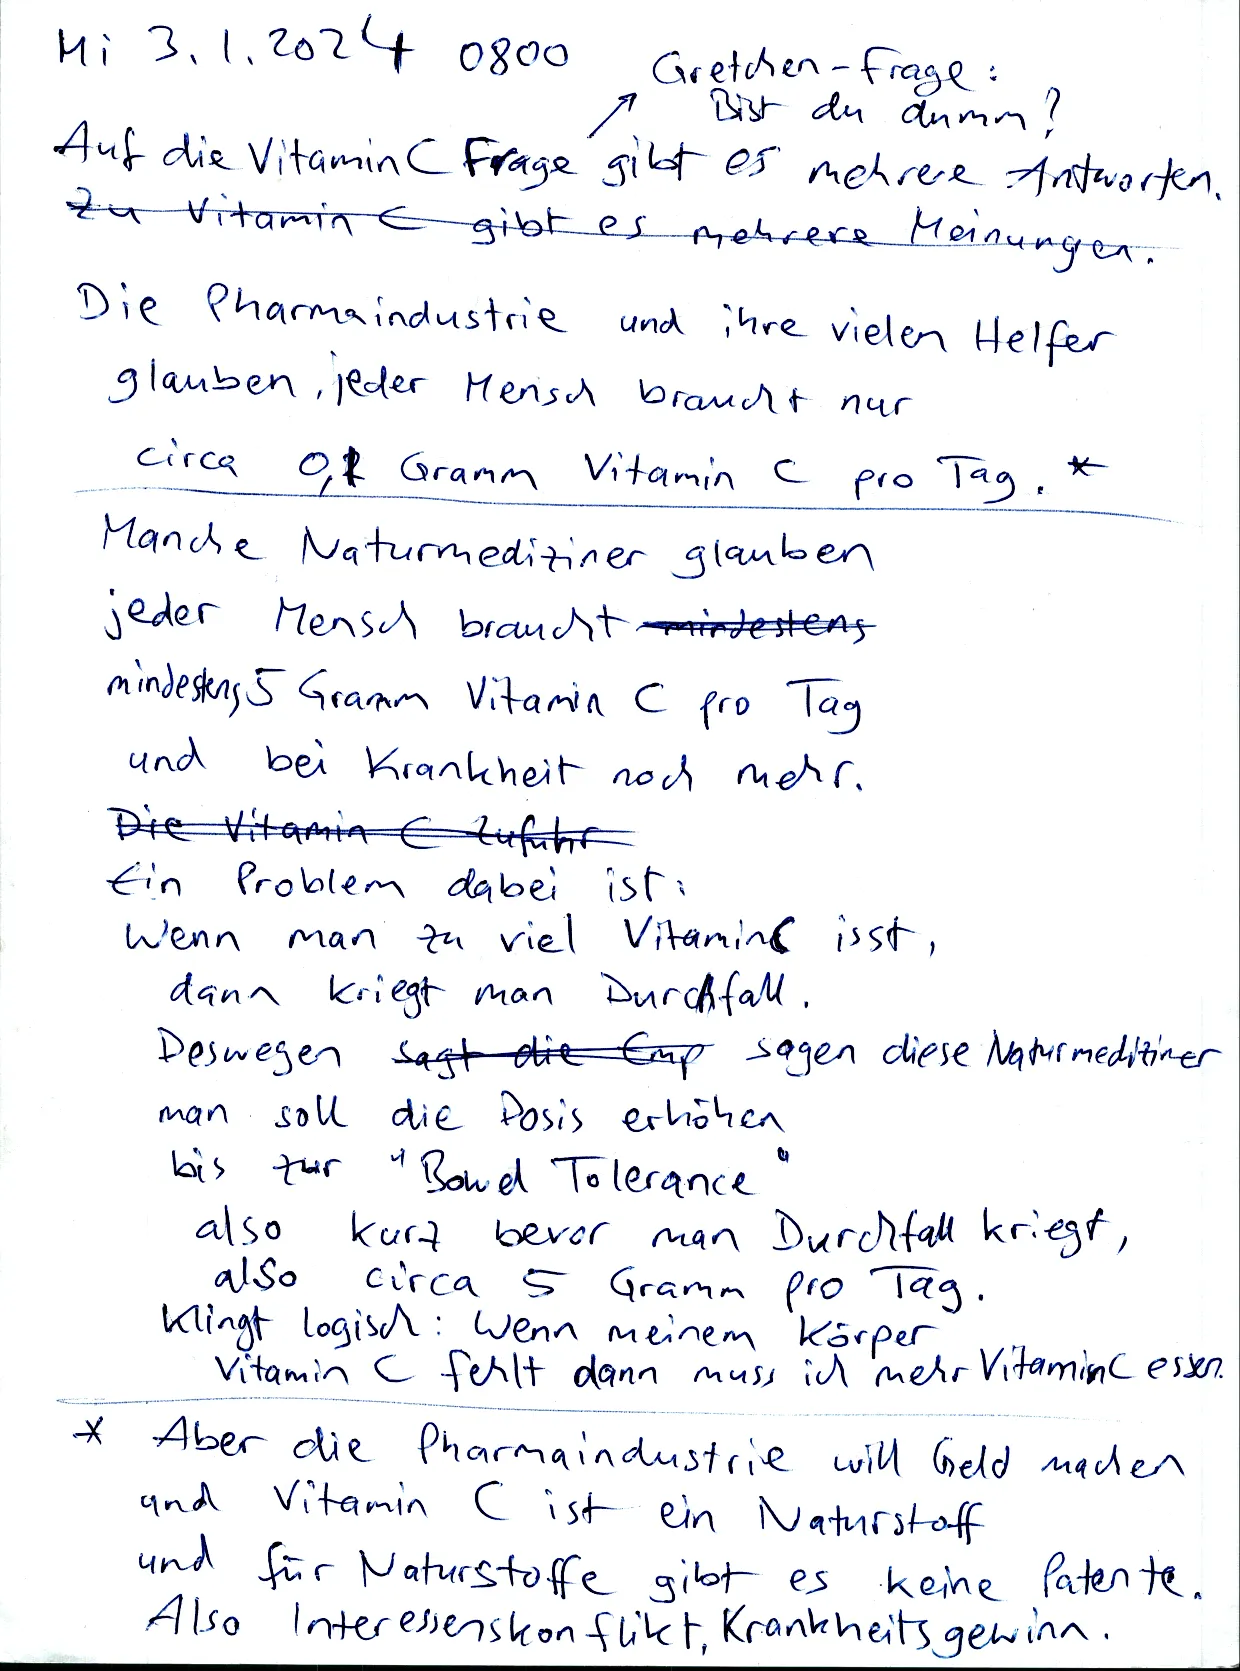 Mi 3.1.2024 0800
Gretchen-Frage:
Bist du dumm?
Auf die Vitamin C Frage gibt es mehrere Antworten.
Zu Vitamin C gibt es mehrere Meinungen.
Die Pharmaindustrie und ihre vielen Helfer
glauben, jeder Mensch braucht nur
circa 0,1 Gramm Vitamin C pro Tag. *
Manche Naturmediziner glauben
jeder Mensch braucht mindestens
mindestens 5 Gramm Vitamin C pro Tag
und bei Krankheit noch mehr.
Die Vitamin C Zufuhr
Ein Problem dabei ist:
Wenn man zu viel Vitamin C isst,
dann kriegt man Durchfall.
Deswegen sagt die Emp sagen diese Naturmediziner
man soll die Dosis erhöhen
bis zur "Bowel Tolerance"
also kurz bevor man Durchfall kriegt,
also circa 5 Gramm pro Tag.
Klingt logisch: Wenn meinem Körper
Vitamin C fehlt dann muss ich mehr Vitamin C essen.
* Aber die Pharmaindustrie will Geld machen
und Vitamin C ist ein Naturstoff
und für Naturstoffe gibt es keine Patente.
Also Interessenskonflikt, Krankheitsgewinn.